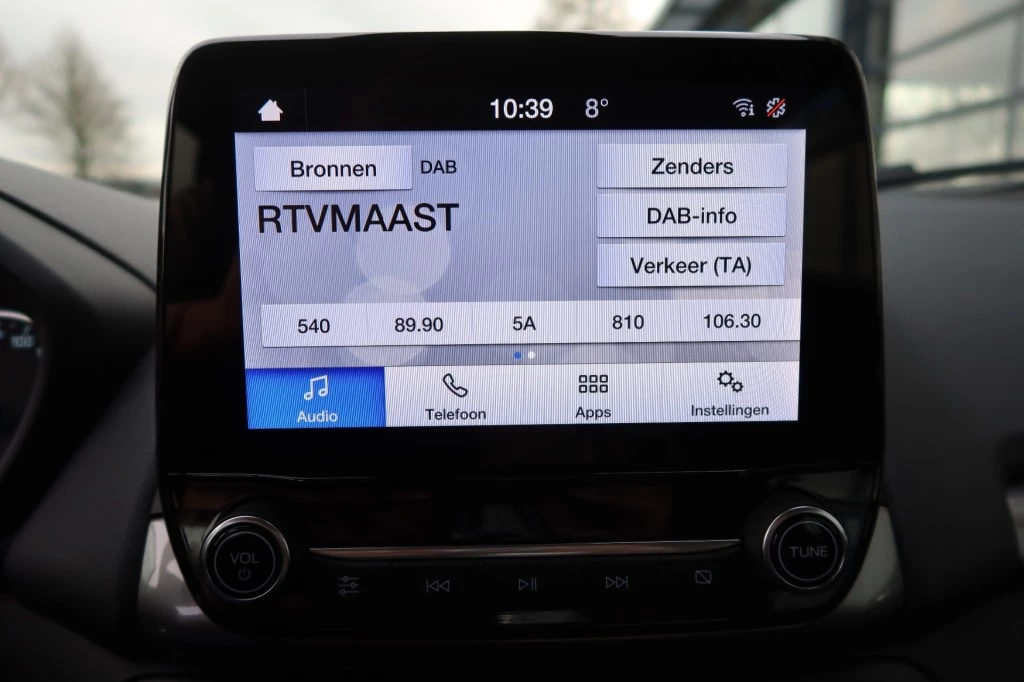 10:39 8°
Bronnen DAB
Zenders
RTVMAAST
DAB-info
Verkeer (TA)
540 89.90 5A 810 106.30
Audio Telefoon Apps Instellingen
VOL
TUNE